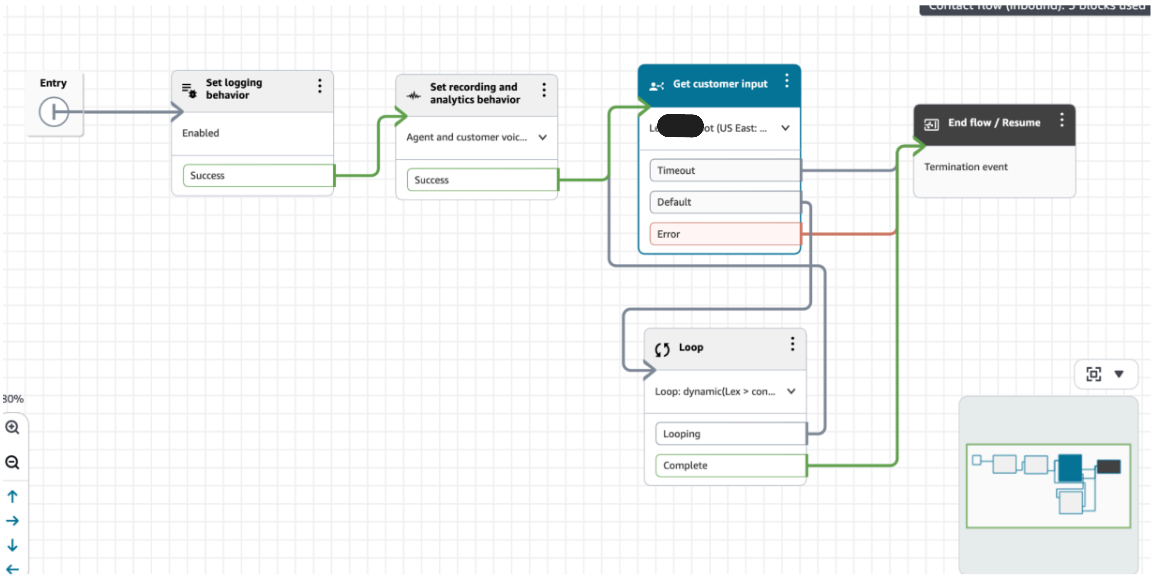 Contact flow (inbound): 5 blocks used
Entry
Set logging
behavior
Enabled
Success
Set recording and
analytics behavior
Agent and customer voic...
Success
Get customer input
ot (US East: ...
Timeout
Default
Error
End flow / Resume
Termination event
Loop
Loop: dynamic(Lex > con...
Looping
Complete
80%